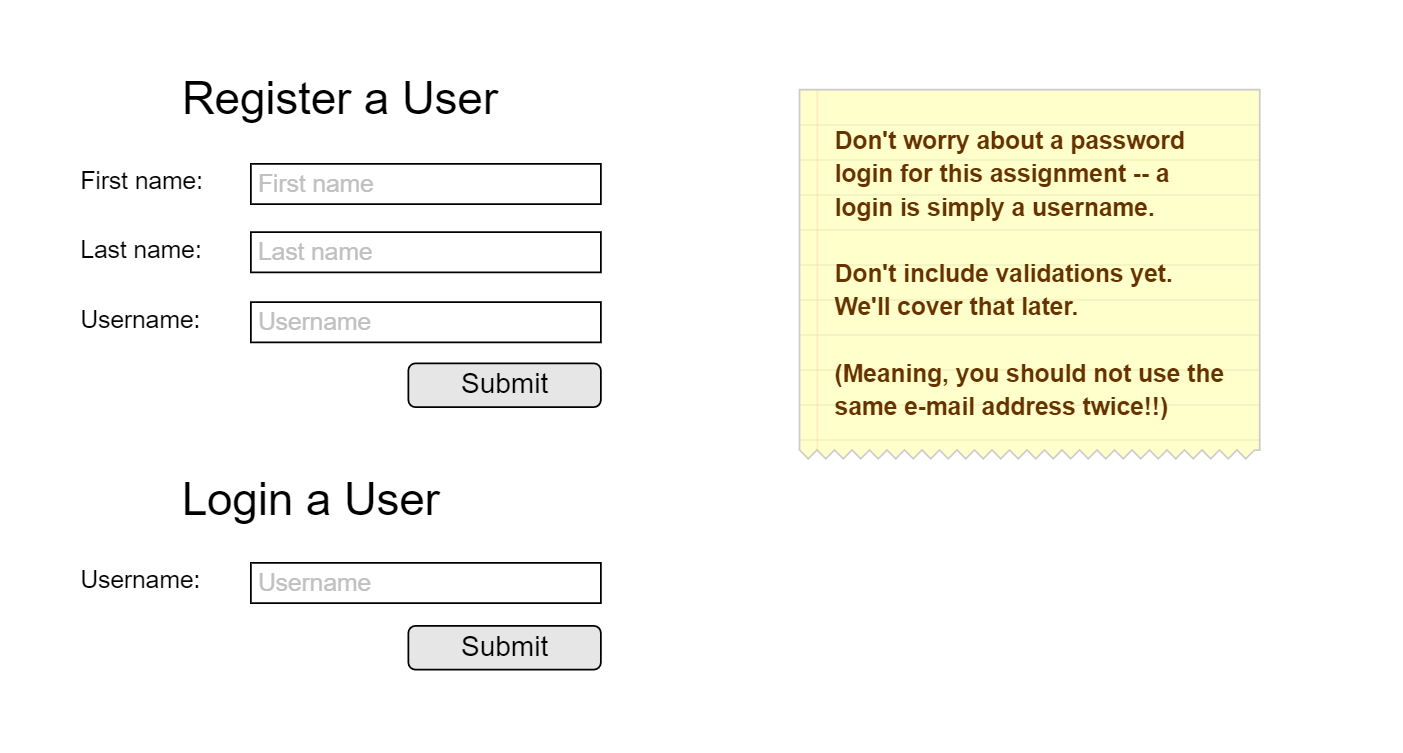 Register a User
First name: First name
Last name: Last name
Username: Username
Submit
Login a User
Username: Username
Submit
Don't worry about a password
login for this assignment -- a
login is simply a username.
Don't include validations yet.
We'll cover that later.
(Meaning, you should not use the
same e-mail address twice!!)